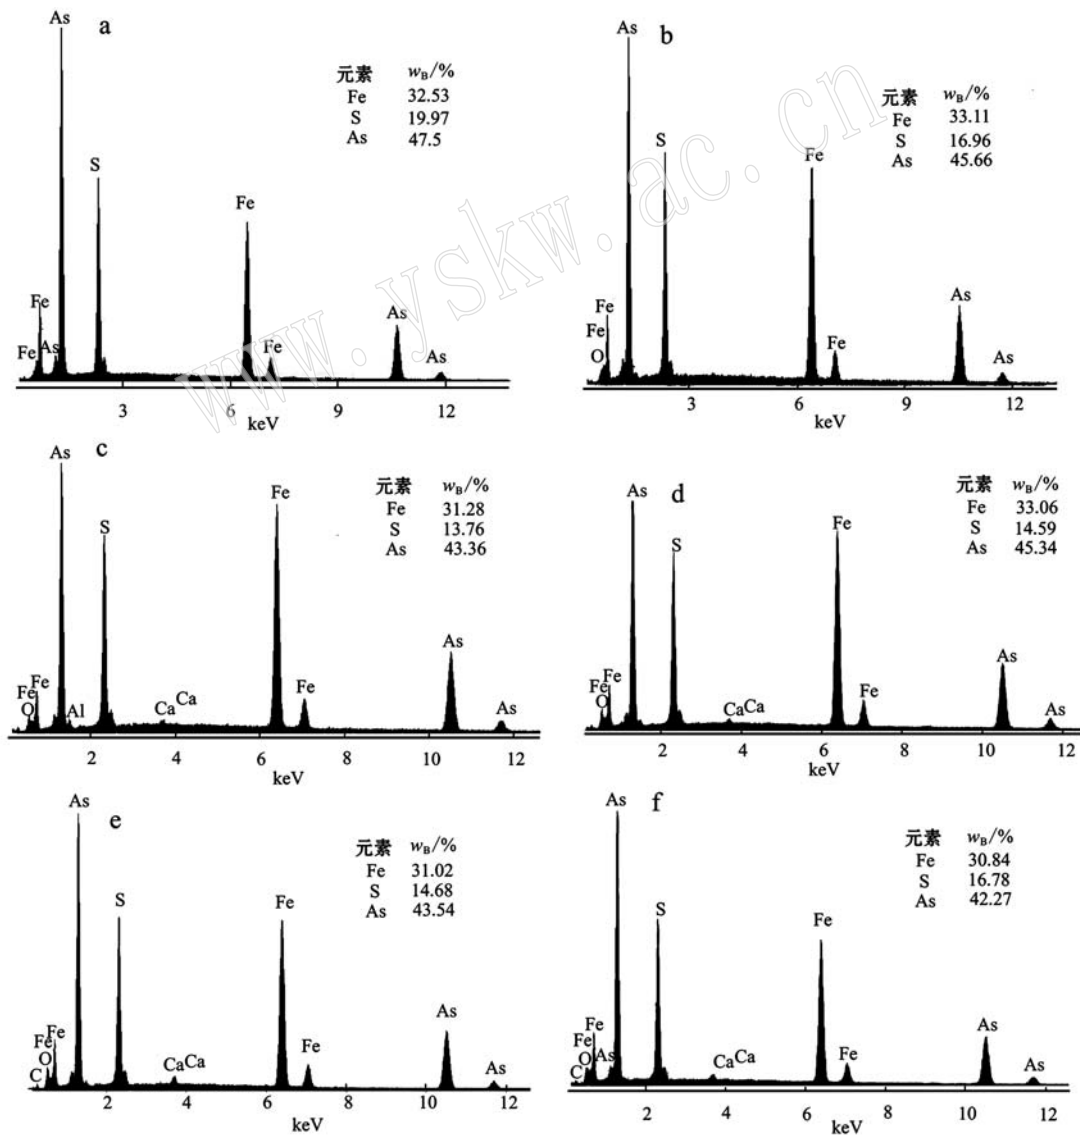 a
As
元素 wB/%
Fe 32.53
S 19.97
As 47.5
S
Fe
Fe
As
Fe
As
Fe
As
3 6 9 12
keV
b
As
元素 wB/%
Fe 33.11
S 16.96
As 45.66
S
Fe
Fe
As
Fe
Fe
O
As
3 6 9 12
keV
c
As
元素 wB/%
Fe 31.28
S 13.76
As 43.36
Fe
S
As
Fe
Fe
Fe
O
Al
Ca Ca
As
2 4 6 8 10 12
keV
d
As
元素 wB/%
Fe 33.06
S 14.59
As 45.34
Fe
S
As
Fe
Fe
Fe
O
Ca Ca
As
2 4 6 8 10 12
keV
e
As
元素 wB/%
Fe 31.02
S 14.68
As 43.54
S
Fe
As
Fe
Fe
Fe
O
C
Ca Ca
As
2 4 6 8 10 12
keV
f
As
元素 wB/%
Fe 30.84
S 16.78
As 42.27
S
Fe
As
Fe
Fe
O
As
C
Ca Ca
Fe
As
2 4 6 8 10 12
keV
www.yskw.ac.cn